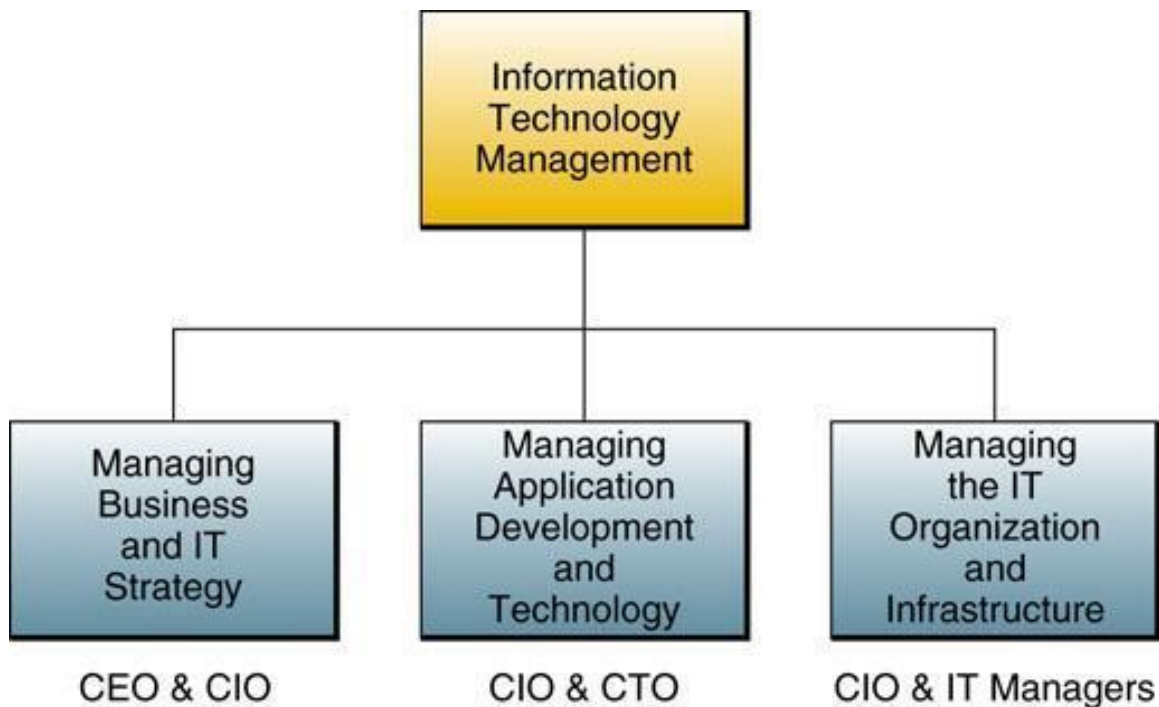 Information
Technology
Management
Managing
Business
and IT
Strategy
Managing
Application
Development
and
Technology
Managing
the IT
Organization
and
Infrastructure
CEO & CIO
CIO & CTO
CIO & IT Managers